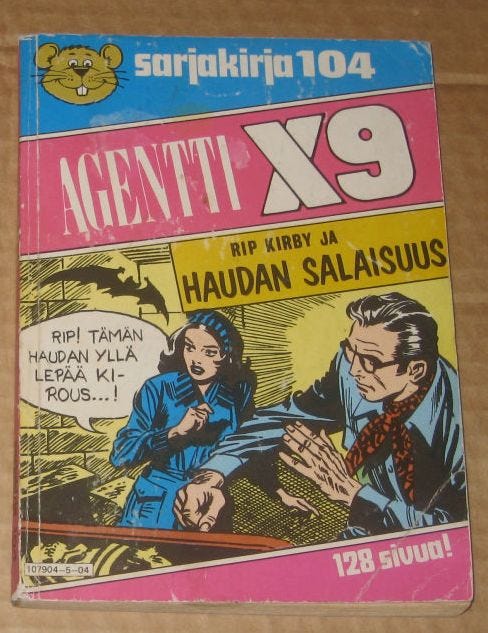 sarjakirja 104
AGENTTI X9
RIP KIRBY JA
HAUDAN SALAISUUS
RIP! TÄMÄN
HAUDAN YLLÄ
LEPÄÄ KI-
ROUS...!
107904-5-04
128 sivua!